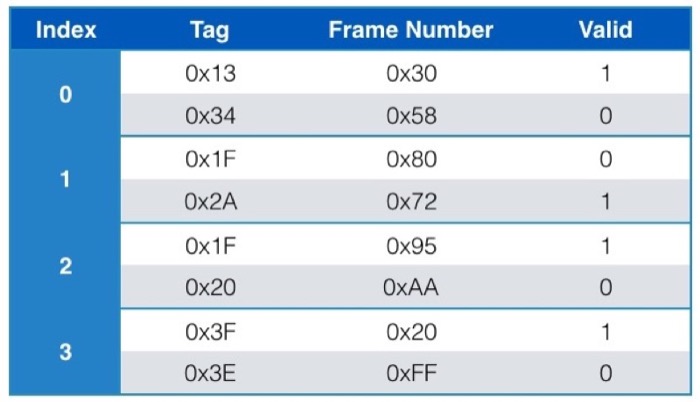 Index Tag Frame Number Valid
0 0x13 0x30 1
0x34 0x58 0
1 0x1F 0x80 0
0x2A 0x72 1
2 0x1F 0x95 1
0x20 0xAA 0
3 0x3F 0x20 1
0x3E 0xFF 0